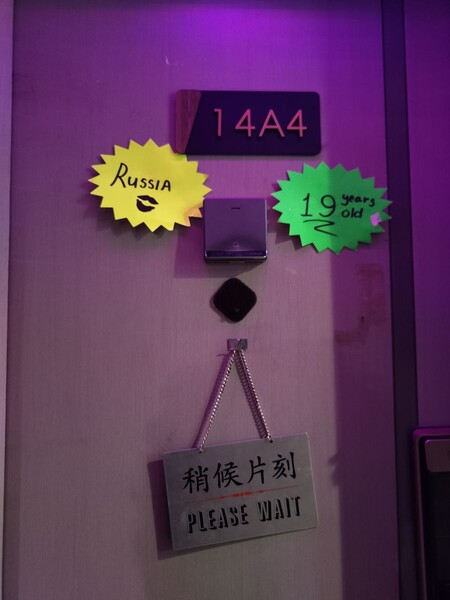 14A4
RUSSIA
19 years
old
稍候片刻
PLEASE WAIT